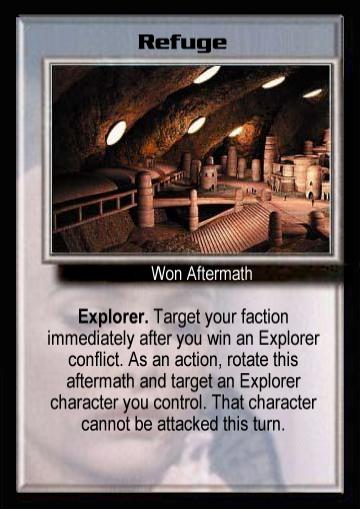 Refuge
Won Aftermath
Explorer. Target your faction
immediately after you win an Explorer
conflict. As an action, rotate this
aftermath and target an Explorer
character you control. That character
cannot be attacked this turn.